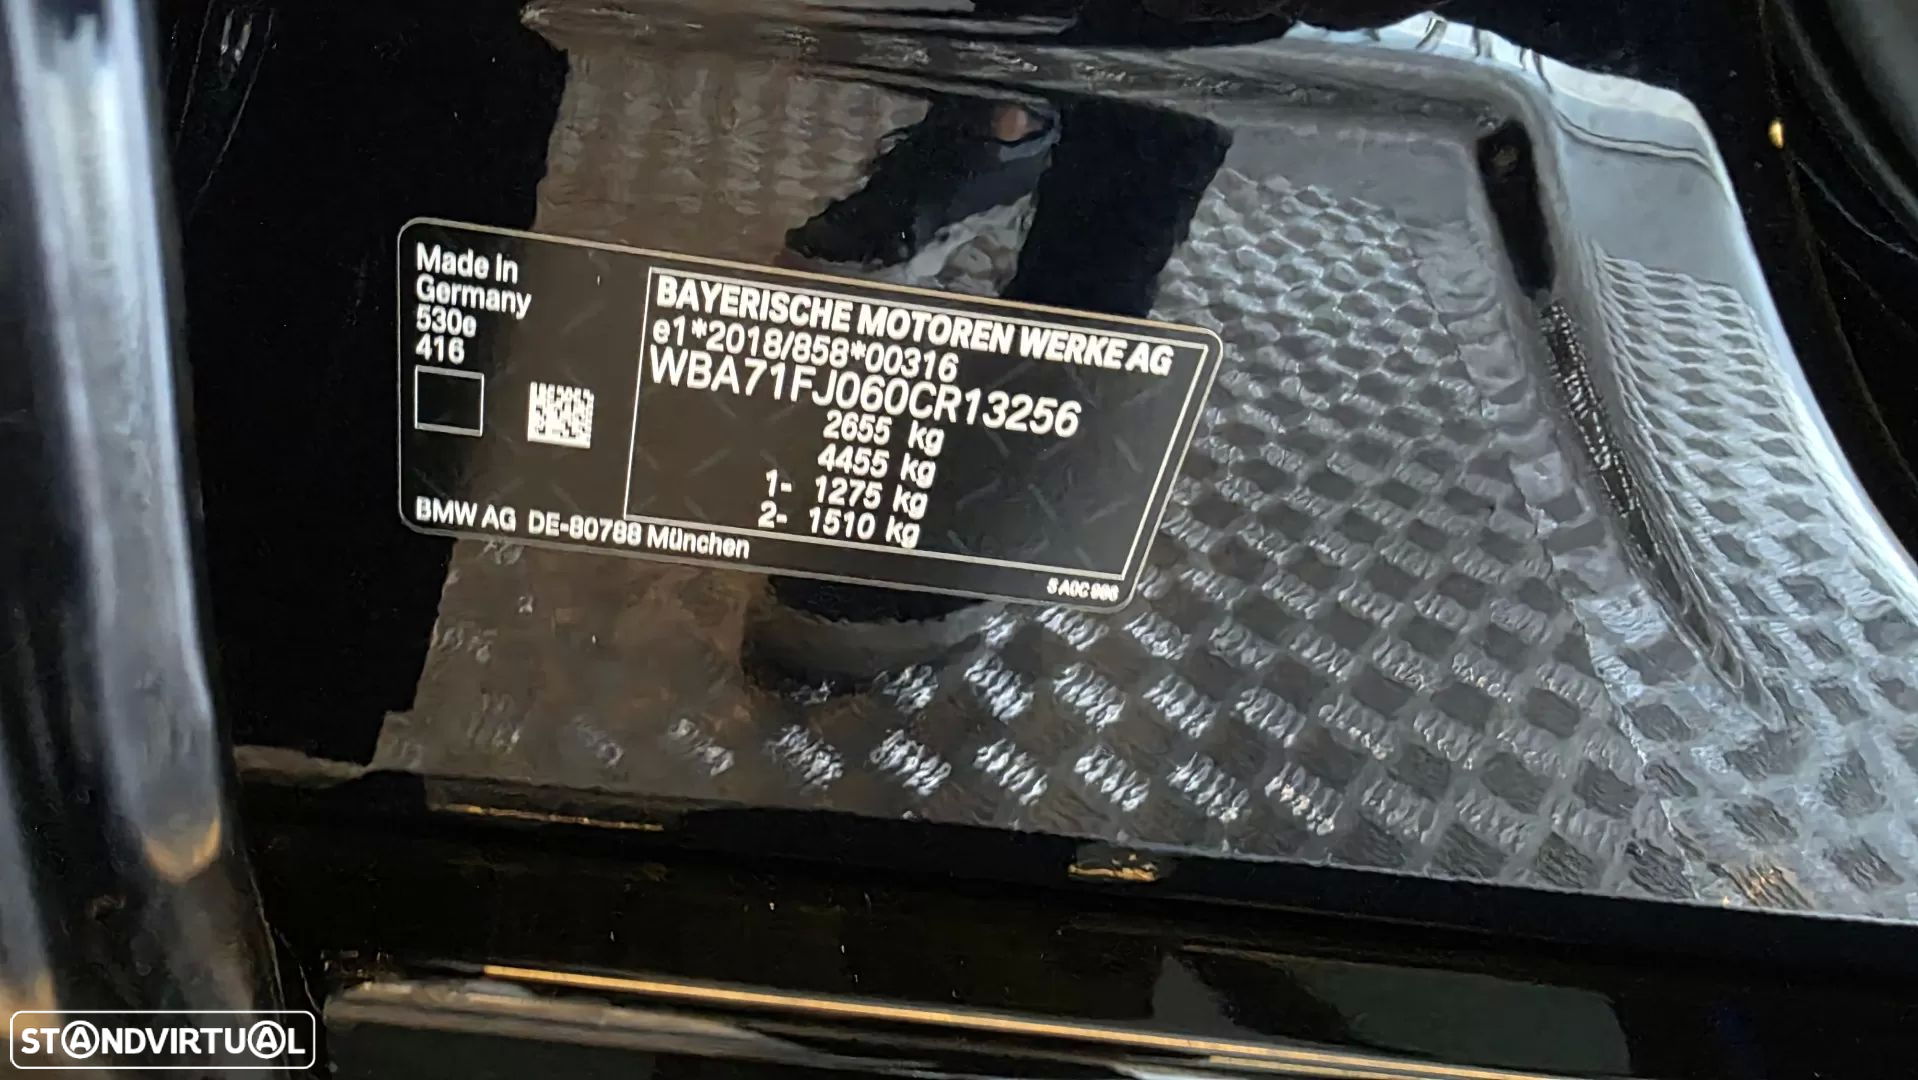 Made in
Germany
530e
416
BAYERISCHE MOTOREN WERKE AG
e1*2018/858*00316
WBA71FJ060CR13256
2655 kg
4455 kg
1- 1275 kg
2- 1510 kg
BMW AG DE-80788 München
STANDVIRTUAL